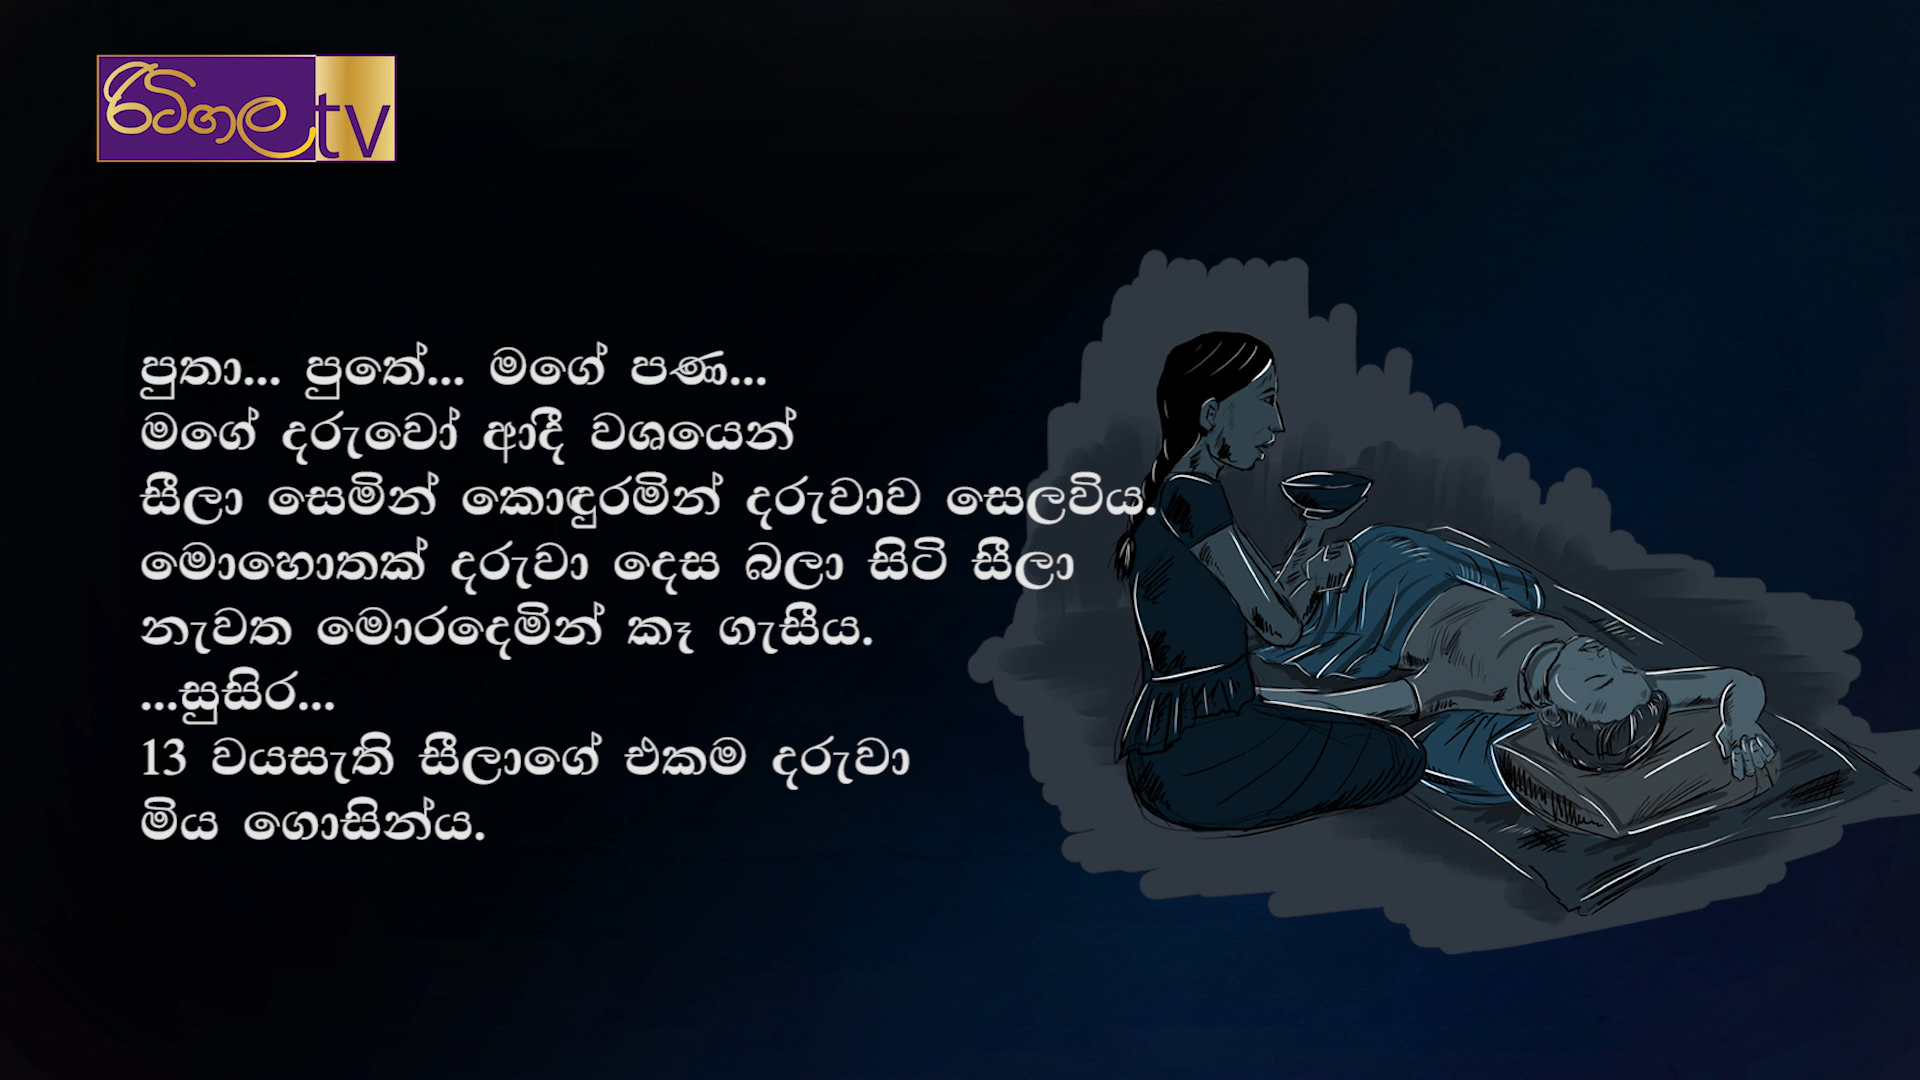 රිටිගල tv
පුතා... පුතේ... මගේ පණ...
මගේ දරුවෝ ආදී වශයෙන්
සීලා සෙමින් කොඳුරමින් දරුවාව සෙලවිය.
මොහොතක් දරුවා දෙස බලා සිටි සීලා
නැවත මොරදෙමින් කෑ ගැසීය.
...සුසිර...
13 වයසැති සීලාගේ එකම දරුවා
මිය ගොසින්ය.